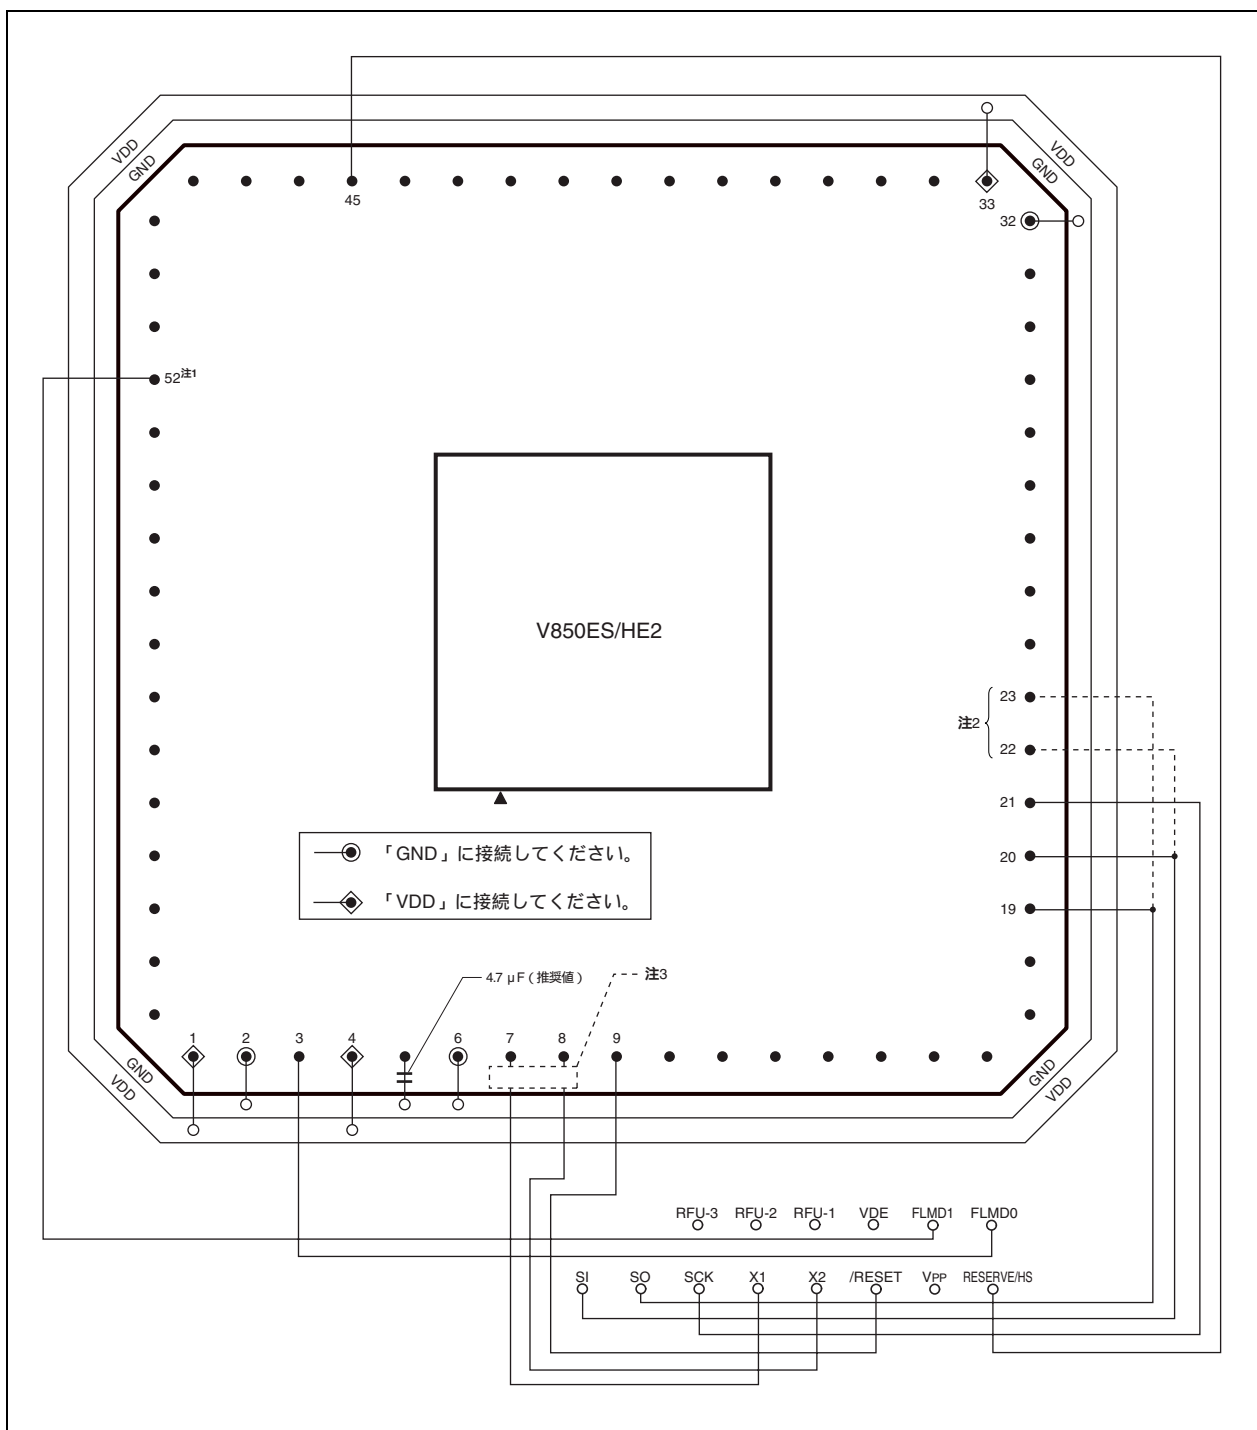 VDD
GND
VDD
GND
45
33
32
52注1
V850ES/HE2
23
注2
22
21
20
19
「GND」に接続してください。
「VDD」に接続してください。
4.7 μF(推奨値)
注3
1
2
3
4
6
7
8
9
GND
VDD
GND
VDD
RFU-3 RFU-2 RFU-1 VDE FLMD1 FLMD0
SI SO SCK X1 X2 /RESET VPP RESERVE/HS